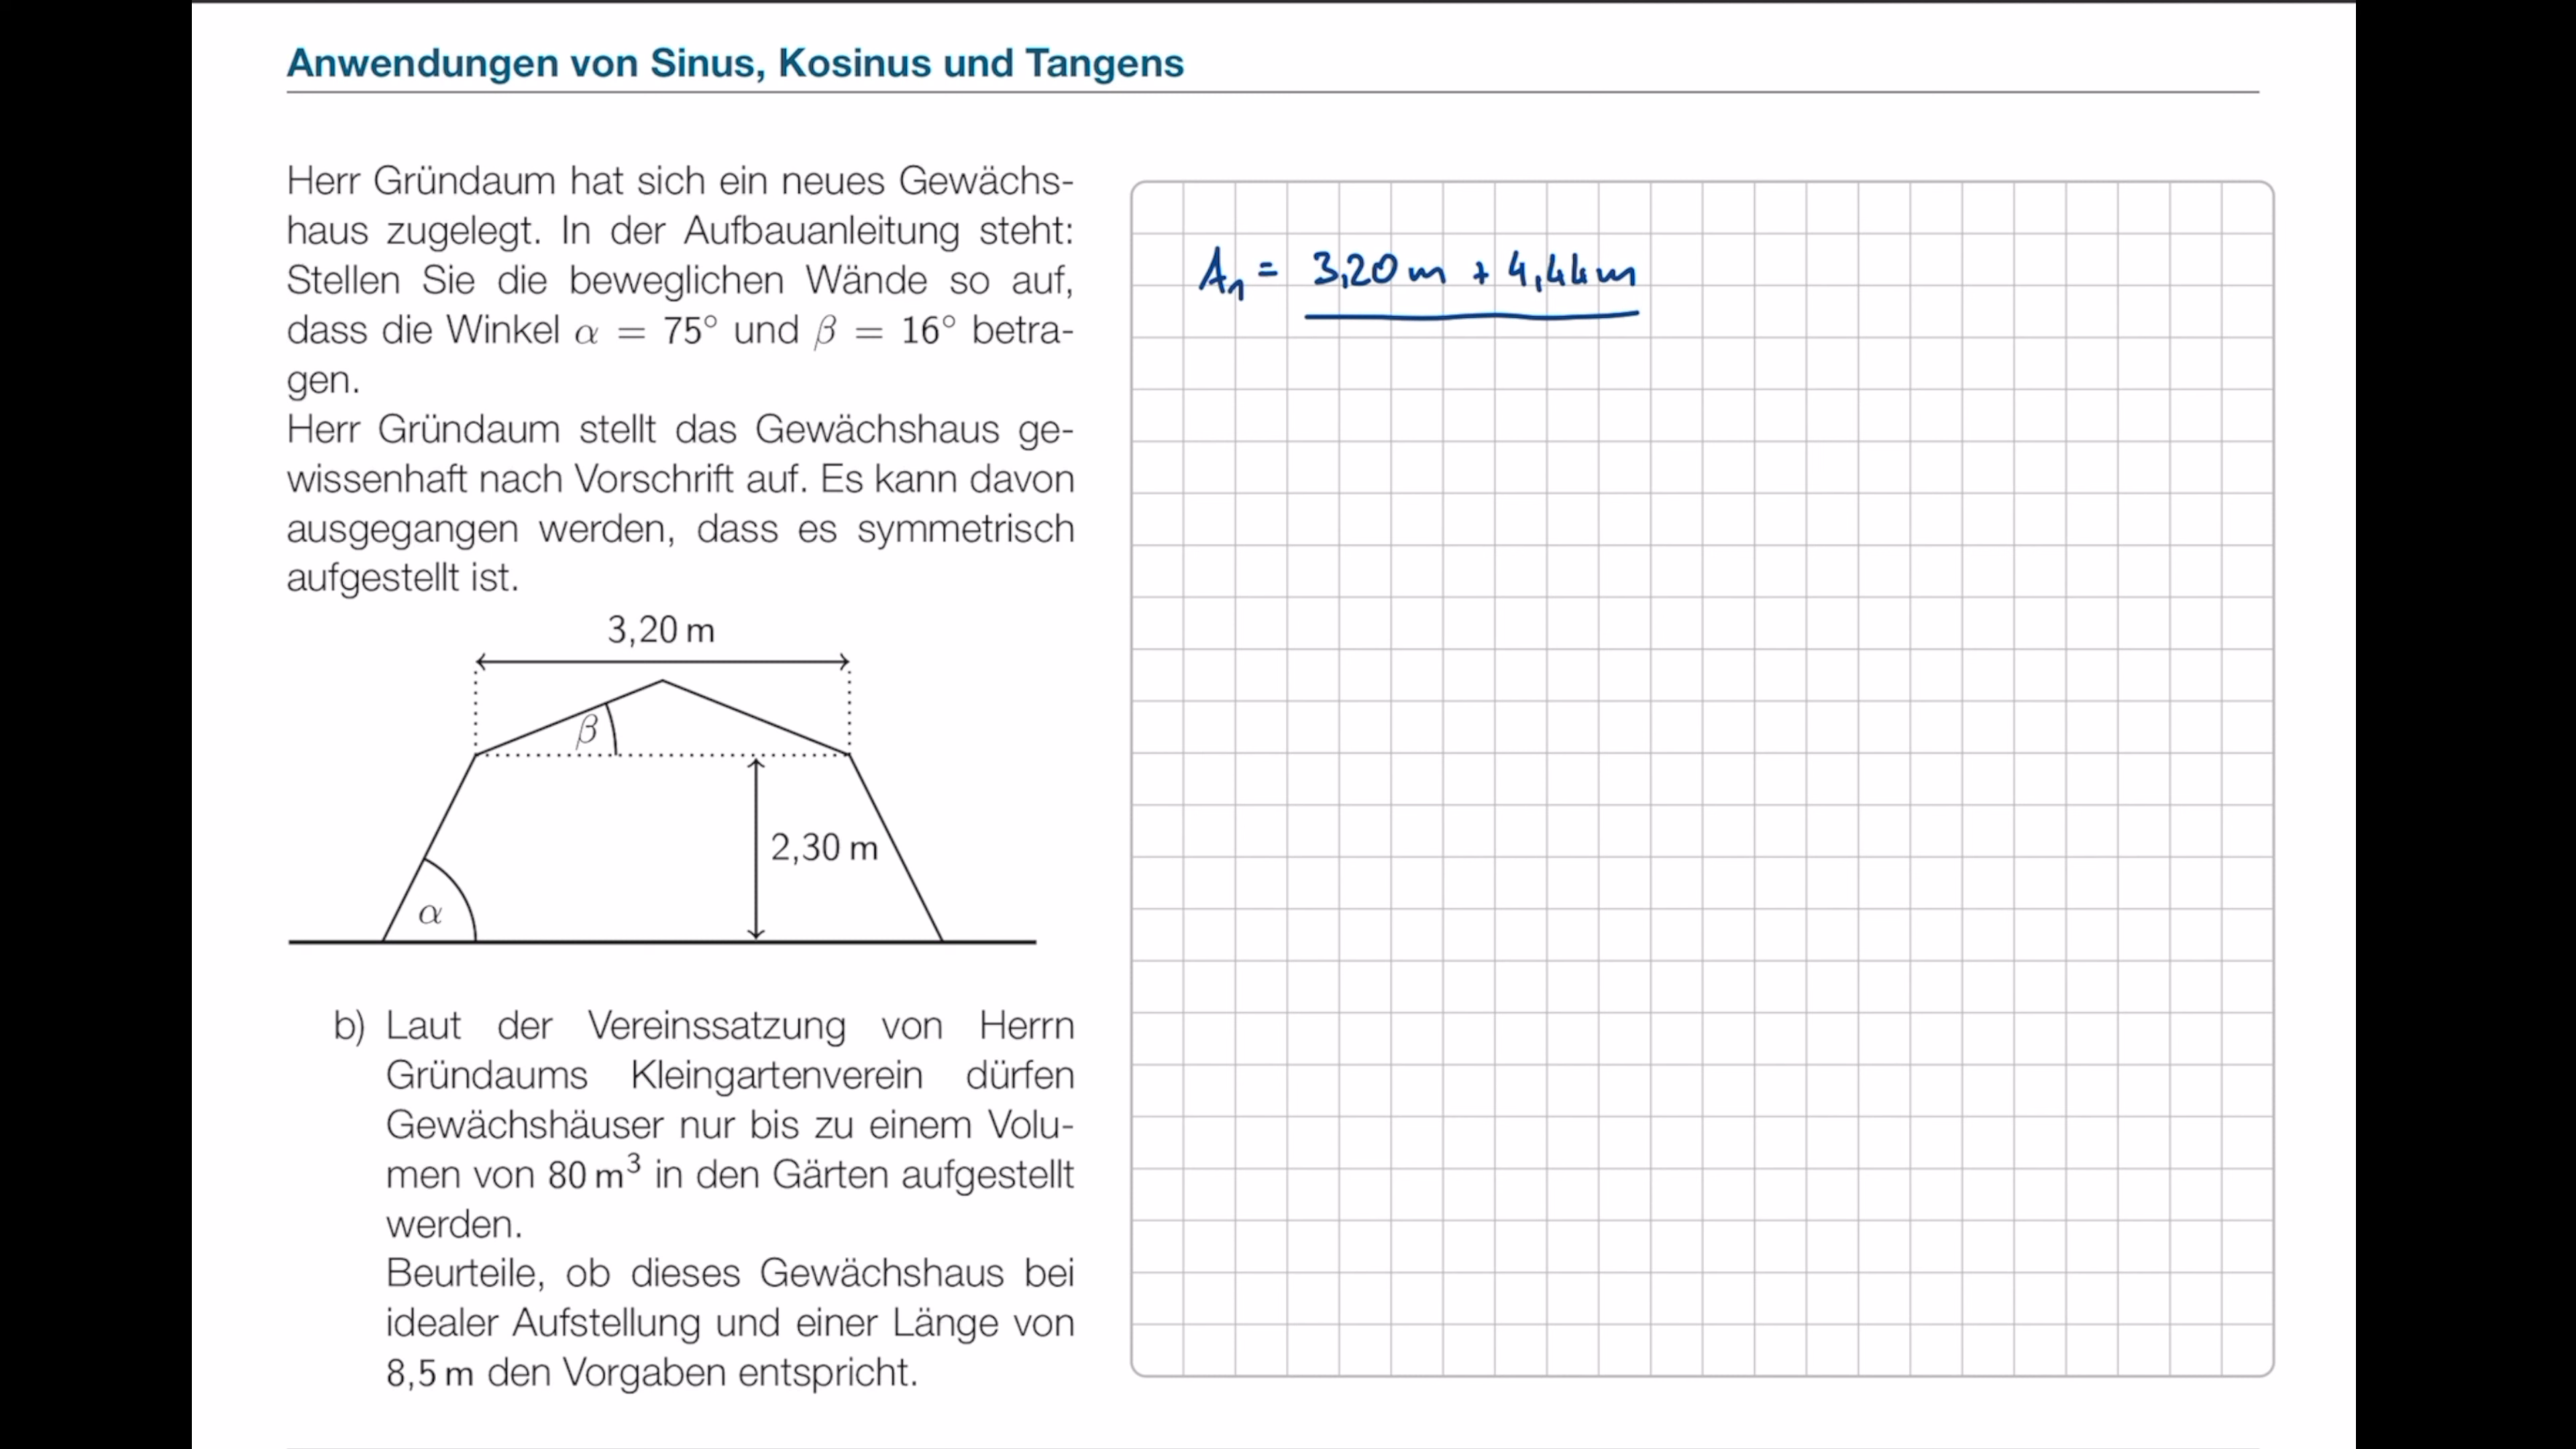 Anwendungen von Sinus, Kosinus und Tangens
Herr Gründaum hat sich ein neues Gewächs-
haus zugelegt. In der Aufbauanleitung steht:
Stellen Sie die beweglichen Wände so auf,
dass die Winkel α = 75° und β = 16° betra-
gen.
Herr Gründaum stellt das Gewächshaus ge-
wissenhaft nach Vorschrift auf. Es kann davon
ausgegangen werden, dass es symmetrisch
aufgestellt ist.
3,20 m
β
2,30 m
α
b) Laut der Vereinssatzung von Herrn
Gründaums Kleingartenverein dürfen
Gewächshäuser nur bis zu einem Volu-
men von 80 m³ in den Gärten aufgestellt
werden.
Beurteile, ob dieses Gewächshaus bei
idealer Aufstellung und einer Länge von
8,5 m den Vorgaben entspricht.
A₁ = 3,20 m + 4,44 m